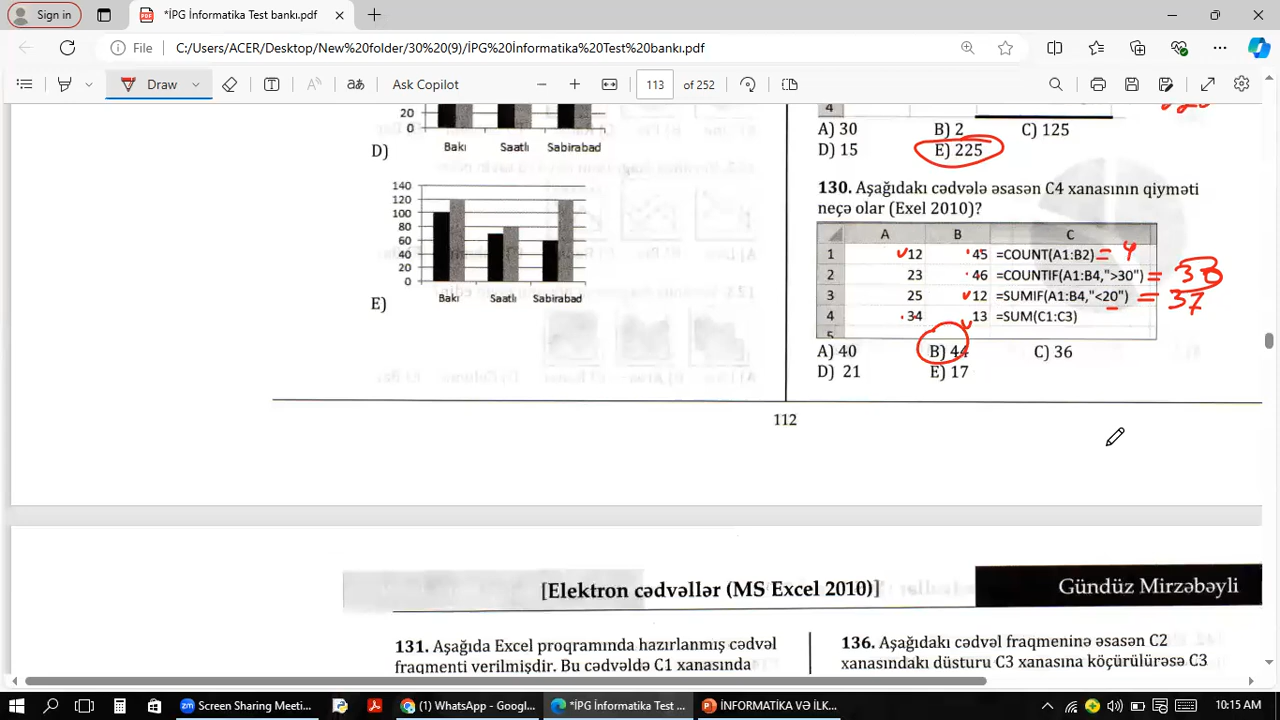 Sign in
*İPG İnformatika Test bankı.pdf
File
C:/Users/ACER/Desktop/New%20folder/30%20(9)/İPG%20İnformatika%20Test%20bankı.pdf
Draw
Ask Copilot
113 of 252
20
0
Bakı Saatlı Sabirabad
D)
140
120
100
80
60
40
20
0
Bakı Saatlı Sabirabad
E)
4
A) 30 B) 2 C) 125
D) 15 E) 225
130. Aşağıdakı cədvələ əsasən C4 xanasının qiyməti
neçə olar (Exel 2010)?
A B C
1 12 45 =COUNT(A1:B2) = 4
2 23 46 =COUNTIF(A1:B4,">30") = 3
3 25 12 =SUMIF(A1:B4,"<20") = 37
4 34 13 =SUM(C1:C3)
5
A) 40 B) 44 C) 36
D) 21 E) 17
112
[Elektron cədvəllər (MS Excel 2010)]
Gündüz Mirzəbəyli
131. Aşağıda Excel proqramında hazırlanmış cədvəl
fraqmenti verilmişdir. Bu cədvəldə C1 xanasında
136. Aşağıdakı cədvəl fraqmeninə əsasən C2
xanasındakı düsturu C3 xanasına köçürülürəsə C3
Screen Sharing Meeti...
(1) WhatsApp - Googl...
*İPG İnformatika Test ...
İNFORMATİKA VƏ İLK...
10:15 AM